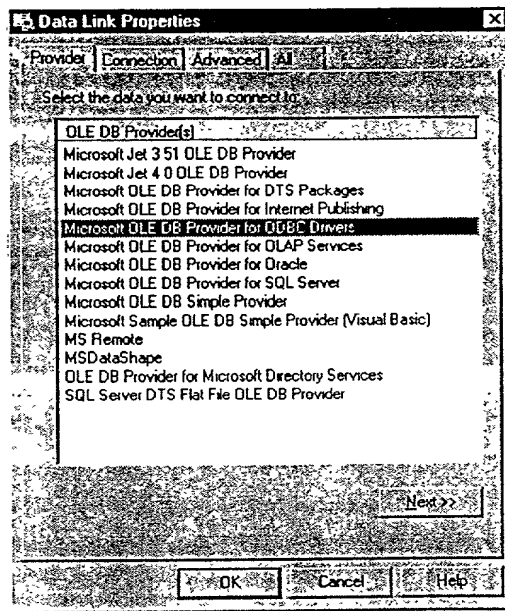 Data Link Properties
Provider Connection Advanced All
Select the data you want to connect to:
OLE DB Provider(s)
Microsoft Jet 3 51 OLE DB Provider
Microsoft Jet 4 0 OLE DB Provider
Microsoft OLE DB Provider for DTS Packages
Microsoft OLE DB Provider for Internet Publishing
Microsoft OLE DB Provider for ODBC Drivers
Microsoft OLE DB Provider for OLAP Services
Microsoft OLE DB Provider for Oracle
Microsoft OLE DB Provider for SQL Server
Microsoft OLE DB Simple Provider
Microsoft Sample OLE DB Simple Provider (Visual Basic)
MS Remote
MSDataShape
OLE DB Provider for Microsoft Directory Services
SQL Server DTS Flat File OLE DB Provider
Next >>
OK Cancel Help